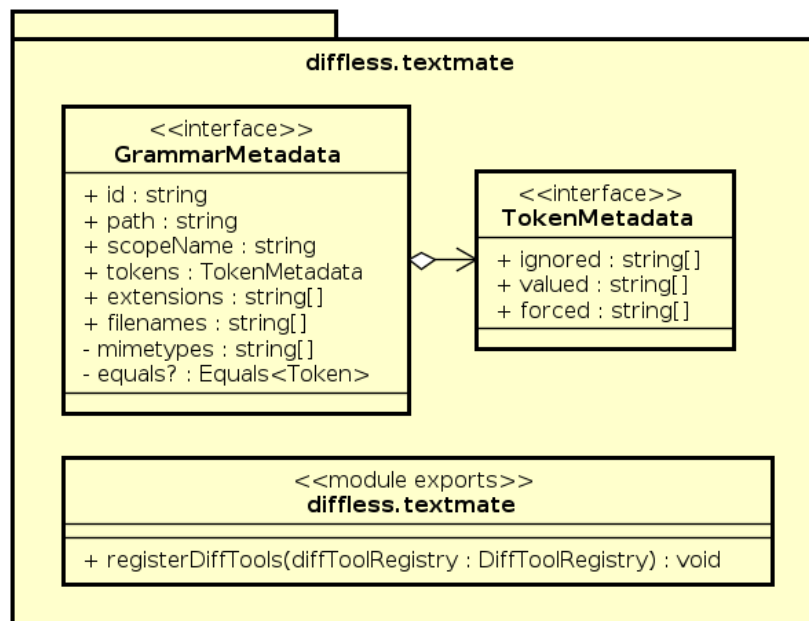 diffless.textmate
<<interface>>
GrammarMetadata
+ id : string
+ path : string
+ scopeName : string
+ tokens : TokenMetadata
+ extensions : string[]
+ filenames : string[]
- mimetypes : string[]
- equals? : Equals<Token>
<<interface>>
TokenMetadata
+ ignored : string[]
+ valued : string[]
+ forced : string[]
<<module exports>>
diffless.textmate
+ registerDiffTools(diffToolRegistry : DiffToolRegistry) : void